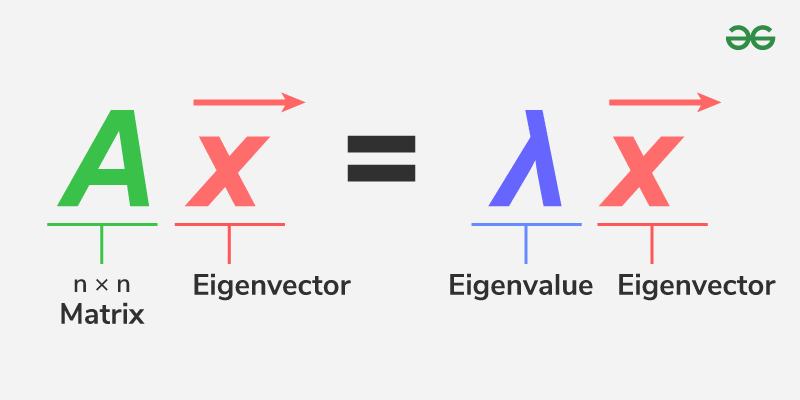 A x = λ x
n × n
Matrix
Eigenvector
Eigenvalue
Eigenvector